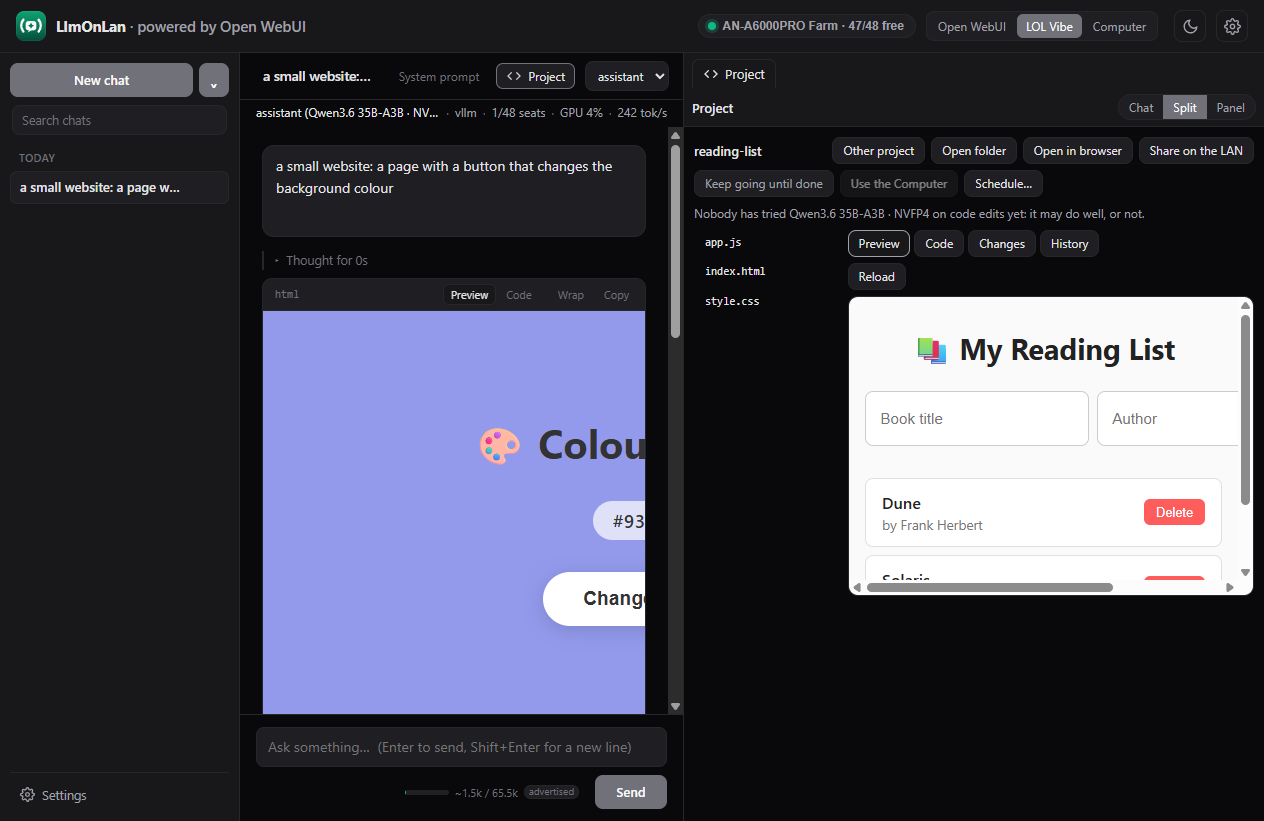 LlmOnLan · powered by Open WebUI
AN-A6000PRO Farm · 47/48 free
Open WebUI
LOL Vibe
Computer
New chat
Search chats
TODAY
a small website: a page w...
Settings
a small website:...
System prompt
<> Project
assistant
assistant (Qwen3.6 35B-A3B · NV... · vllm · 1/48 seats · GPU 4% · 242 tok/s
a small website: a page with a button that changes the
background colour
Thought for 0s
html
Preview
Code
Wrap
Copy
Colou
#93
Chang
Ask something... (Enter to send, Shift+Enter for a new line)
~1.5k / 65.5k
advertised
Send
<> Project
Project
Chat
Split
Panel
reading-list
Other project
Open folder
Open in browser
Share on the LAN
Keep going until done
Use the Computer
Schedule...
Nobody has tried Qwen3.6 35B-A3B · NVFP4 on code edits yet: it may do well, or not.
app.js
index.html
style.css
Preview
Code
Changes
History
Reload
My Reading List
Book title
Author
Dune
by Frank Herbert
Delete
Solaris